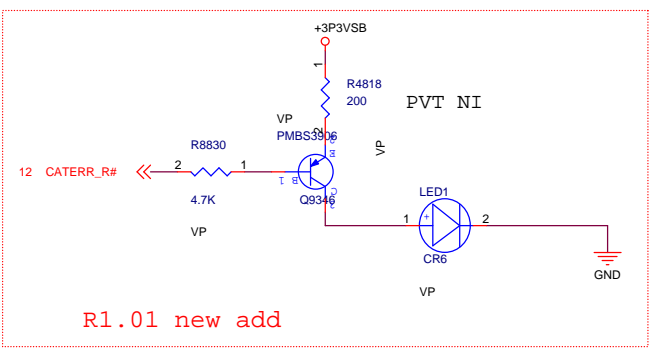 +3P3VSB
1
R4818
200
PVT NI
VP
2
PMBS3906
E
VP
R8830
12 CATERR_R#
2
1
1
B
C
4.7K
Q9346
VP
LED1
1
+
2
CR6
GND
VP
R1.01 new add